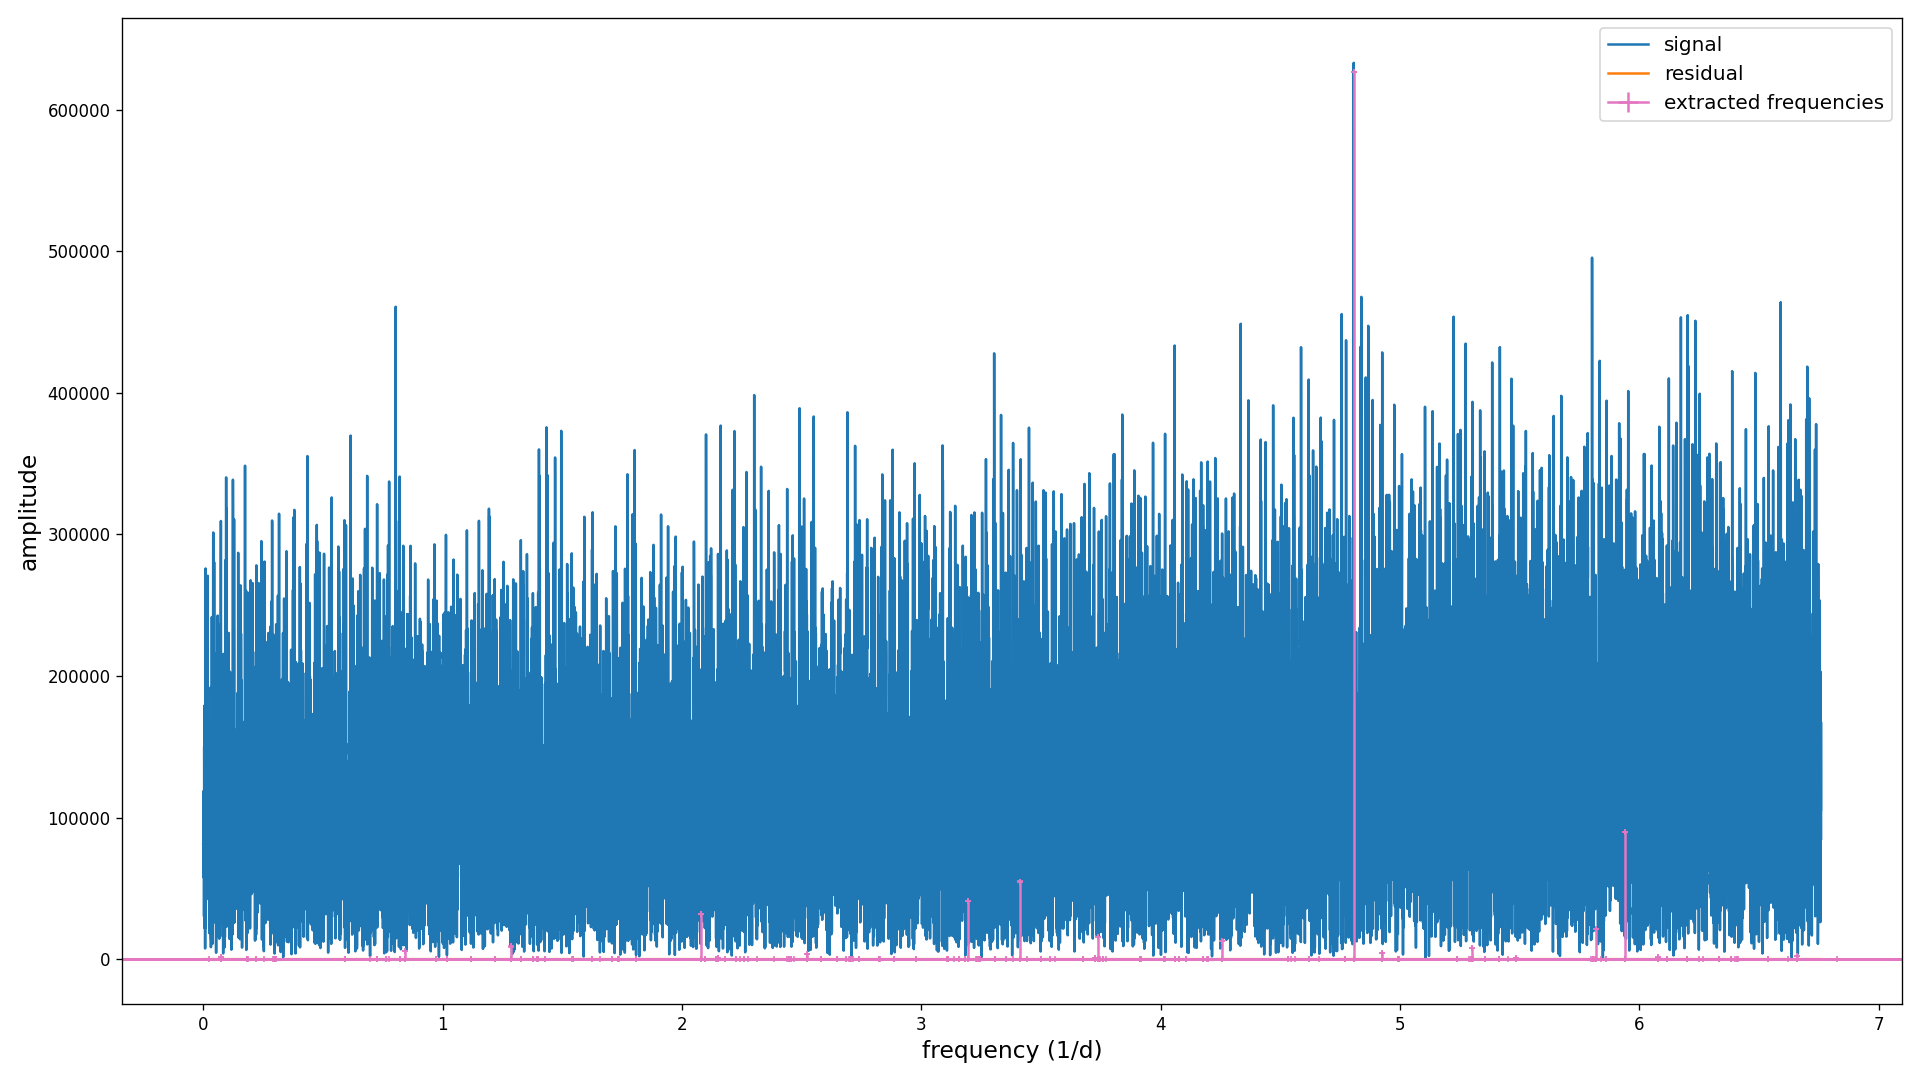 signal
residual
extracted frequencies
600000
500000
400000
300000
200000
100000
0
amplitude
0 1 2 3 4 5 6 7
frequency (1/d)